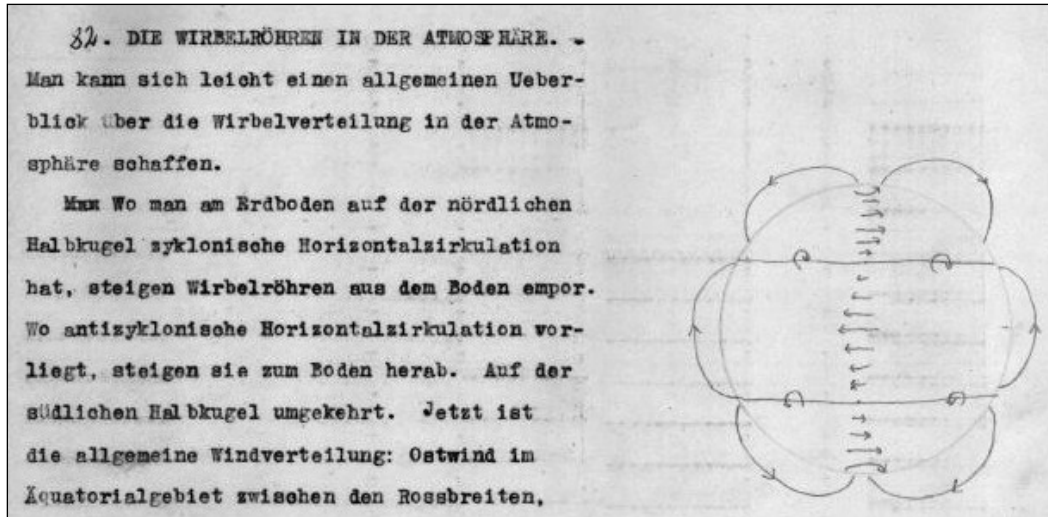 82. DIE WIRBELRÖHREN IN DER ATMOSPHÄRE. -
Man kann sich leicht einen allgemeinen Ueber-
blick über die Wirbelverteilung in der Atmo-
sphäre schaffen.
Wo man am Erdboden auf der nördlichen
Halbkugel zyklonische Horizontalzirkulation
hat, steigen Wirbelröhren aus dem Boden empor.
Wo antizyklonische Horizontalzirkulation vor-
liegt, steigen sie zum Boden herab. Auf der
südlichen Halbkugel umgekehrt. Jetzt ist
die allgemeine Windverteilung: Ostwind im
Äquatorialgebiet zwischen den Rossbreiten,